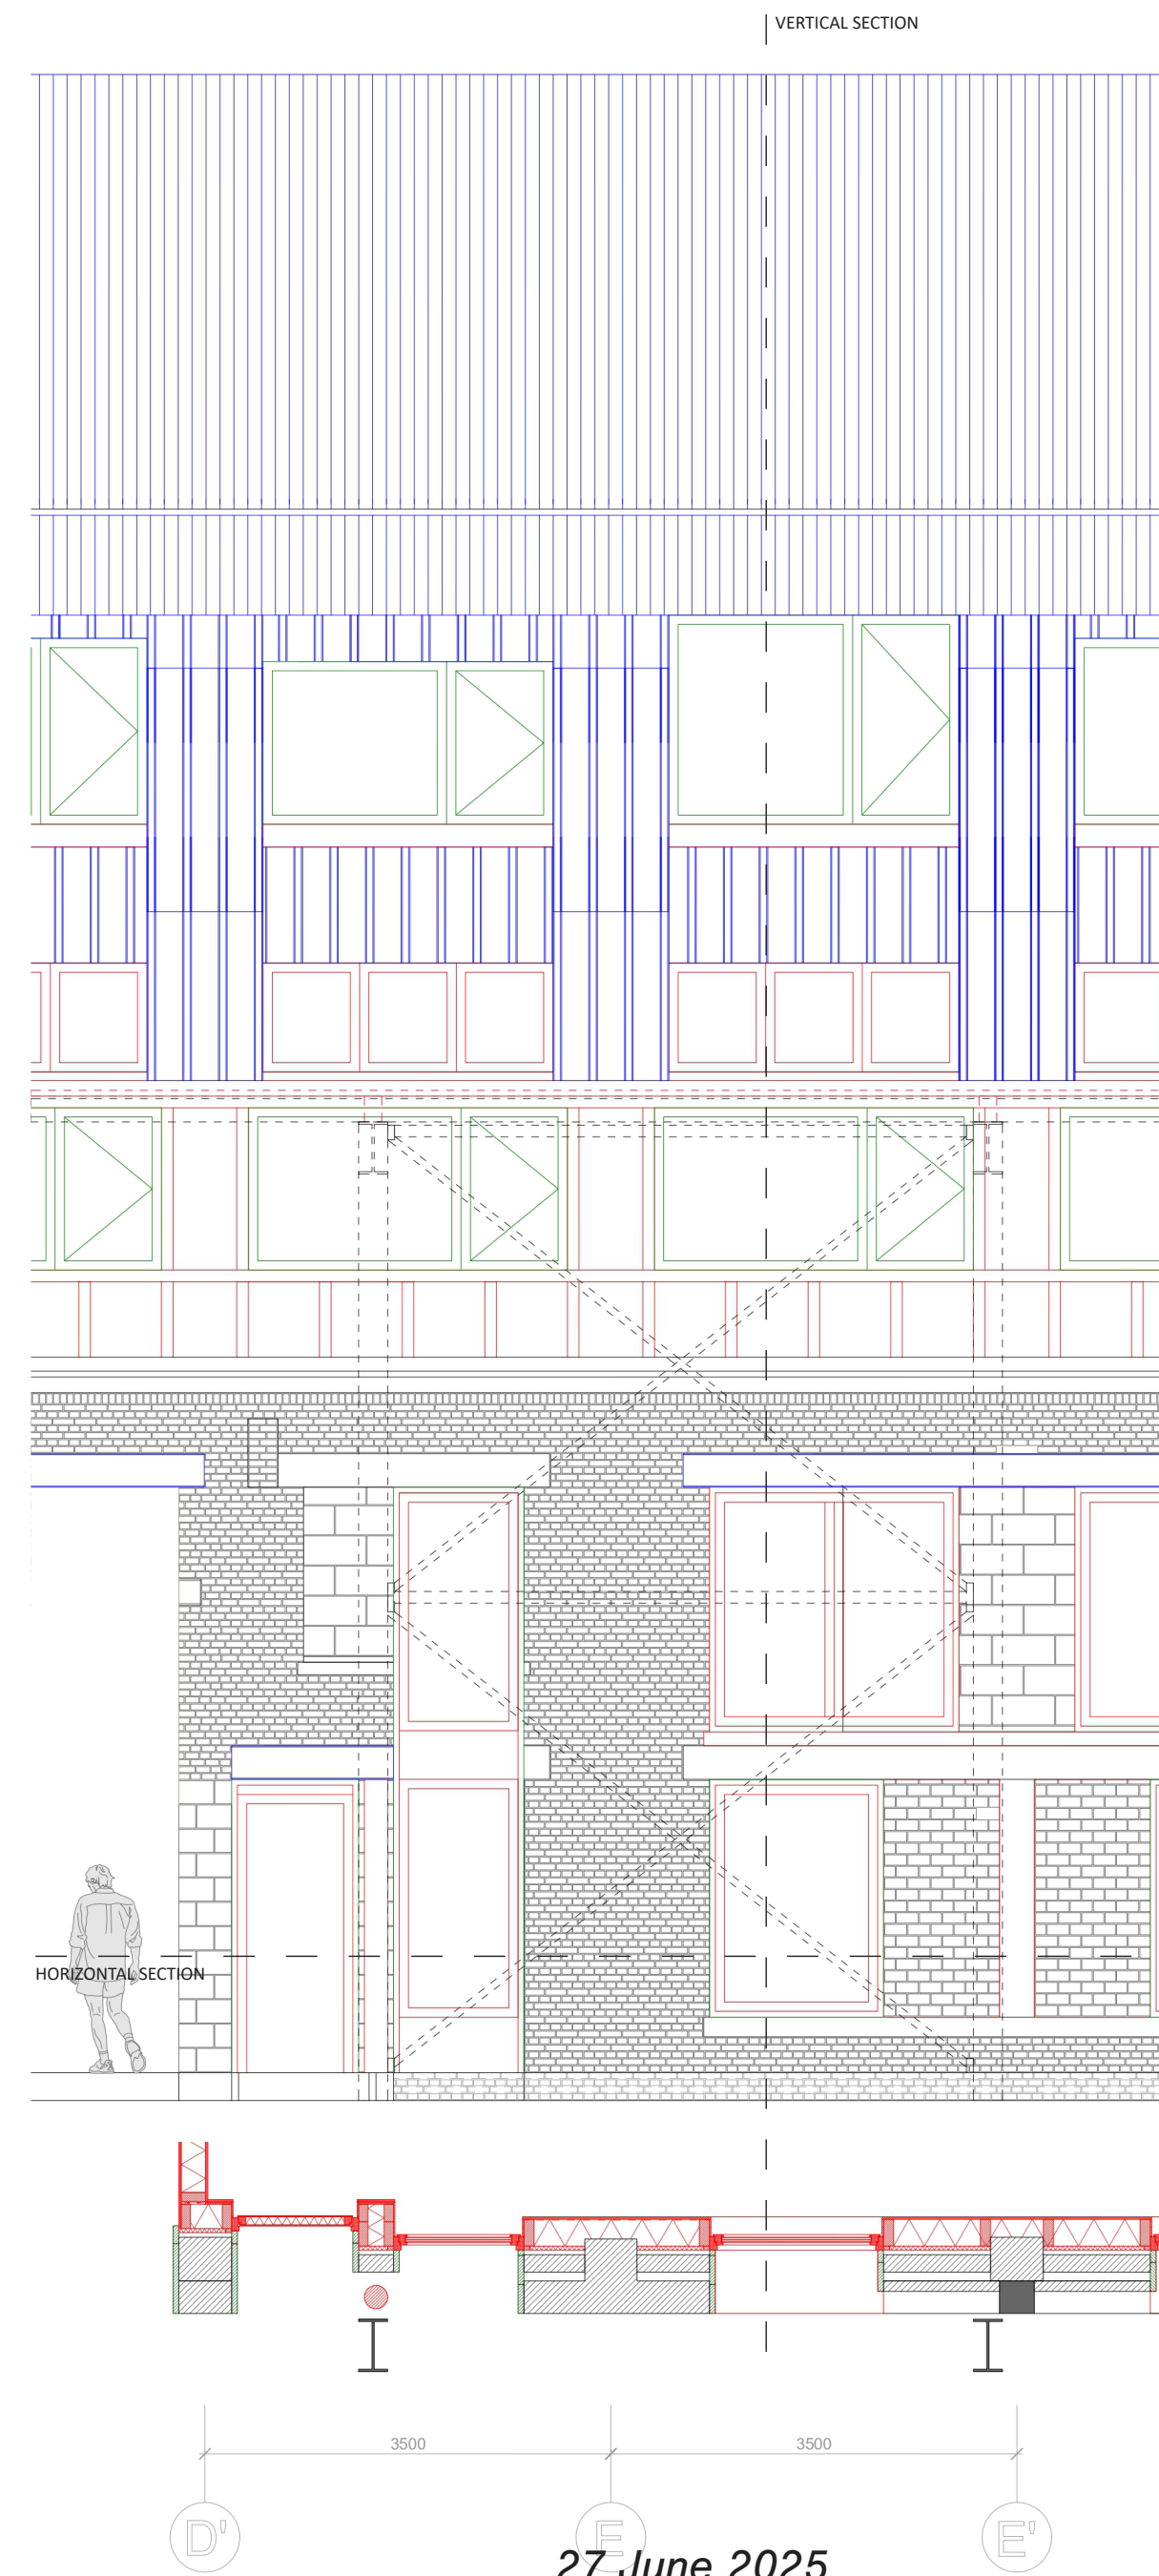 VERTICAL SECTION
HORIZONTAL SECTION
3500
3500
D'
E
E'
27 June 2025